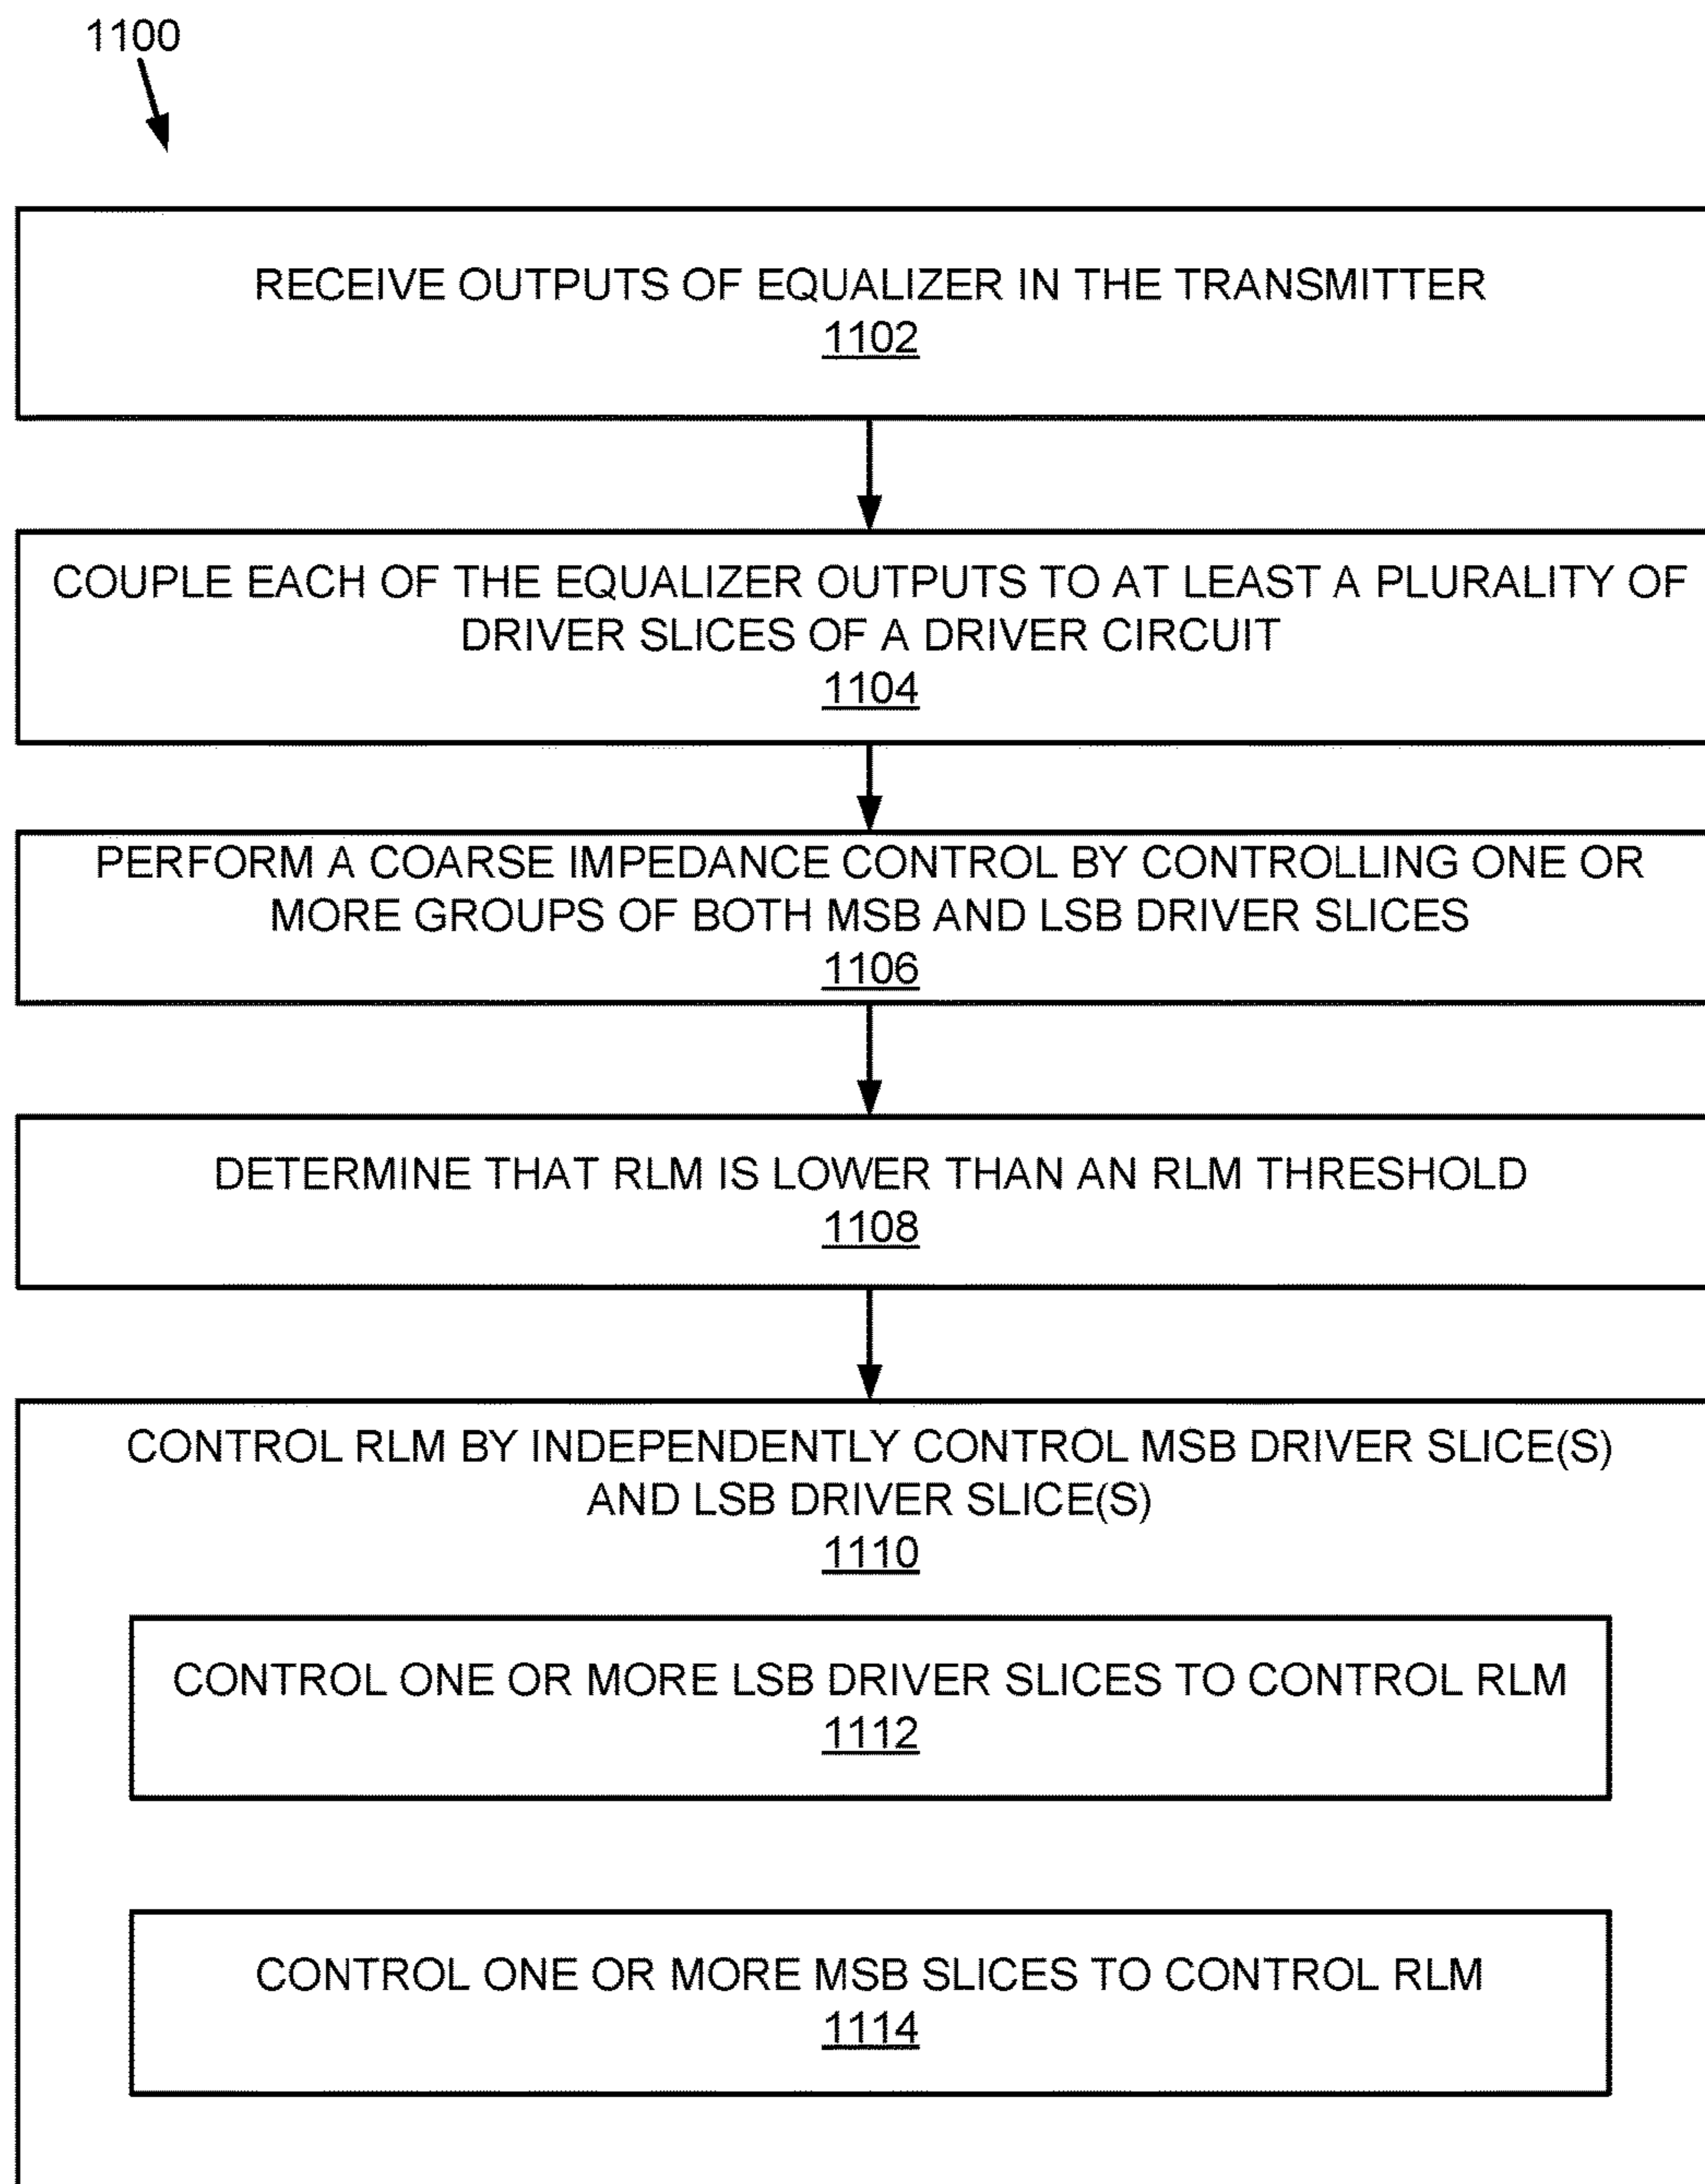 1100
RECEIVE OUTPUTS OF EQUALIZER IN THE TRANSMITTER
1102
COUPLE EACH OF THE EQUALIZER OUTPUTS TO AT LEAST A PLURALITY OF
DRIVER SLICES OF A DRIVER CIRCUIT
1104
PERFORM A COARSE IMPEDANCE CONTROL BY CONTROLLING ONE OR
MORE GROUPS OF BOTH MSB AND LSB DRIVER SLICES
1106
DETERMINE THAT RLM IS LOWER THAN AN RLM THRESHOLD
1108
CONTROL RLM BY INDEPENDENTLY CONTROL MSB DRIVER SLICE(S)
AND LSB DRIVER SLICE(S)
1110
CONTROL ONE OR MORE LSB DRIVER SLICES TO CONTROL RLM
1112
CONTROL ONE OR MORE MSB SLICES TO CONTROL RLM
1114